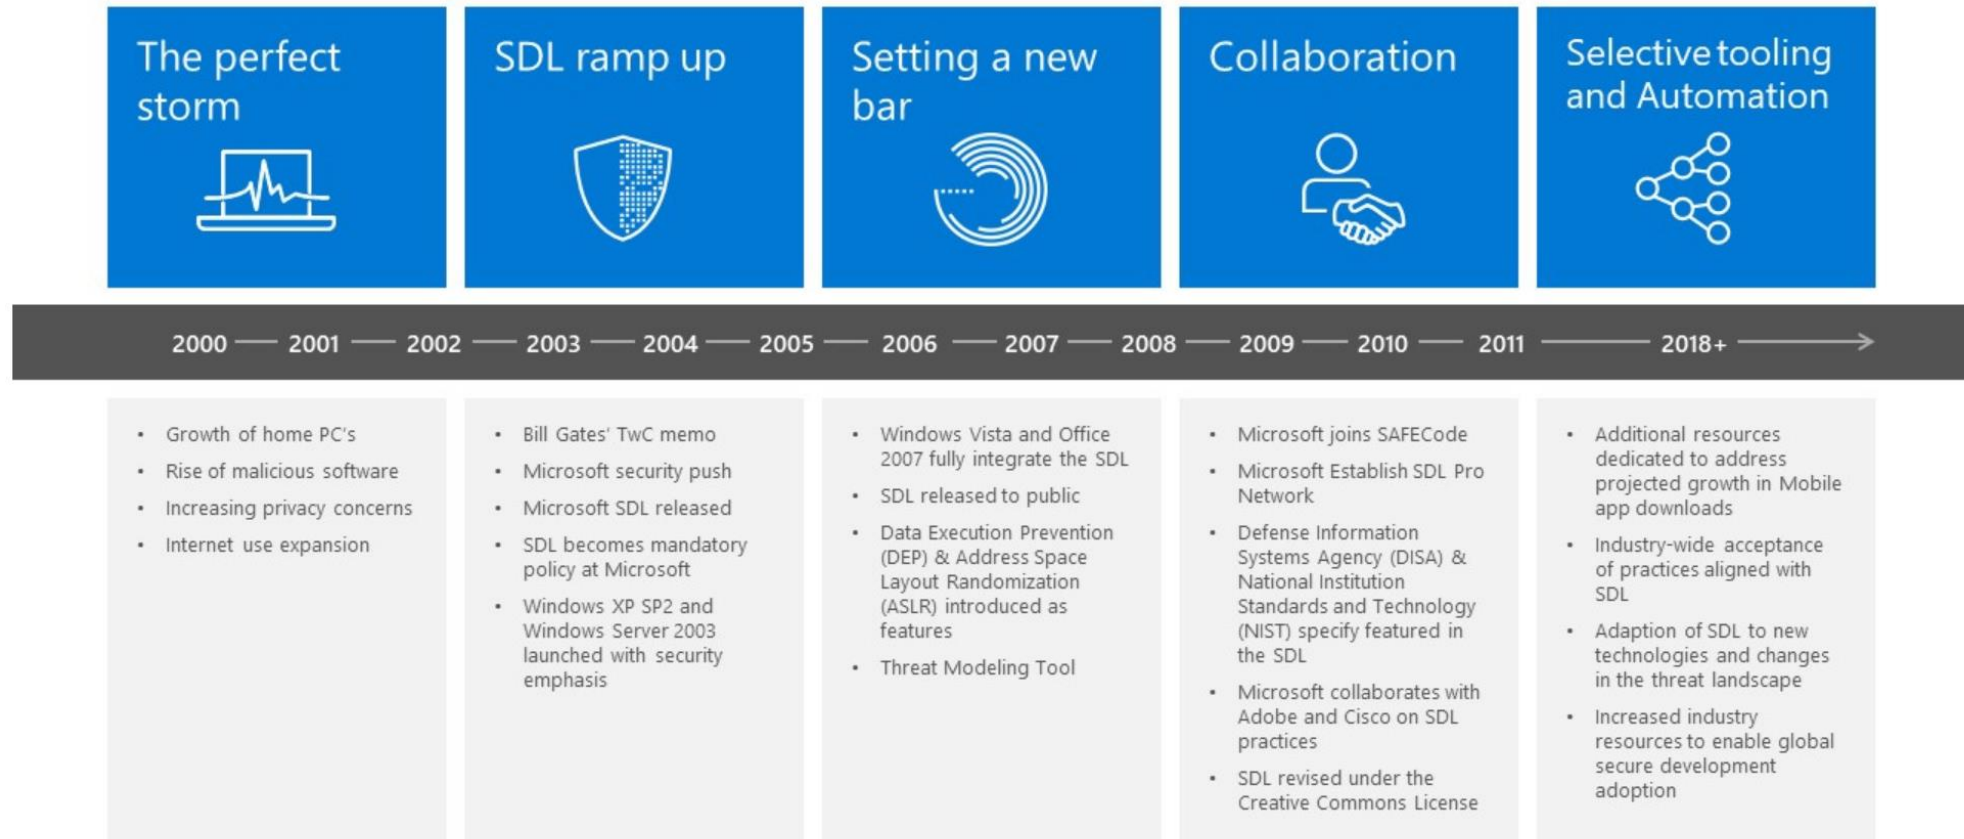 The perfect
storm
SDL ramp up
Setting a new
bar
Collaboration
Selective tooling
and Automation
2000 2001 2002 2003 2004 2005 2006 2007 2008 2009 2010 2011 2018+
• Growth of home PC's
• Rise of malicious software
• Increasing privacy concerns
• Internet use expansion
• Bill Gates' TwC memo
• Microsoft security push
• Microsoft SDL released
• SDL becomes mandatory
policy at Microsoft
• Windows XP SP2 and
Windows Server 2003
launched with security
emphasis
• Windows Vista and Office
2007 fully integrate the SDL
• SDL released to public
• Data Execution Prevention
(DEP) & Address Space
Layout Randomization
(ASLR) introduced as
features
• Threat Modeling Tool
• Microsoft joins SAFECode
• Microsoft Establish SDL Pro
Network
• Defense Information
Systems Agency (DISA) &
National Institution
Standards and Technology
(NIST) specify featured in
the SDL
• Microsoft collaborates with
Adobe and Cisco on SDL
practices
• SDL revised under the
Creative Commons License
• Additional resources
dedicated to address
projected growth in Mobile
app downloads
• Industry-wide acceptance
of practices aligned with
SDL
• Adaption of SDL to new
technologies and changes
in the threat landscape
• Increased industry
resources to enable global
secure development
adoption